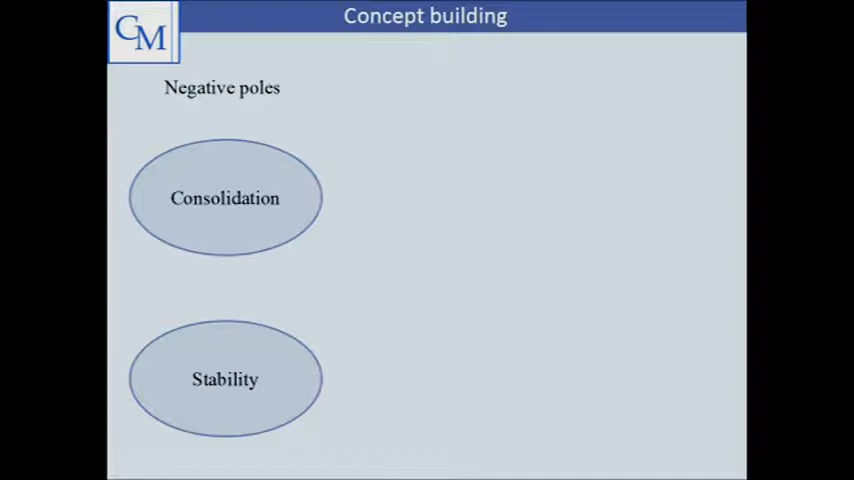 Concept building
CM
Negative poles
Consolidation
Stability